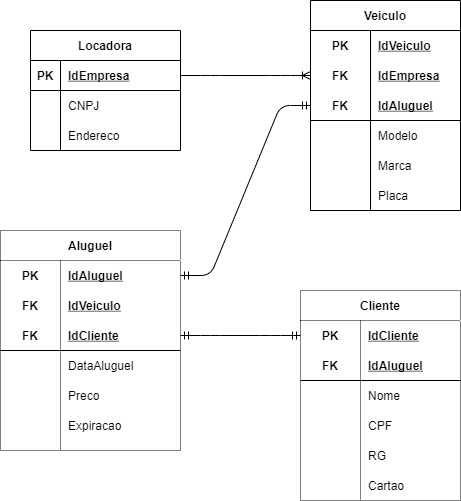 Locadora
PK IdEmpresa
CNPJ
Endereco
Veiculo
PK IdVeiculo
FK IdEmpresa
FK IdAluguel
Modelo
Marca
Placa
Aluguel
PK IdAluguel
FK IdVeiculo
FK IdCliente
DataAluguel
Preco
Expiracao
Cliente
PK IdCliente
FK IdAluguel
Nome
CPF
RG
Cartao